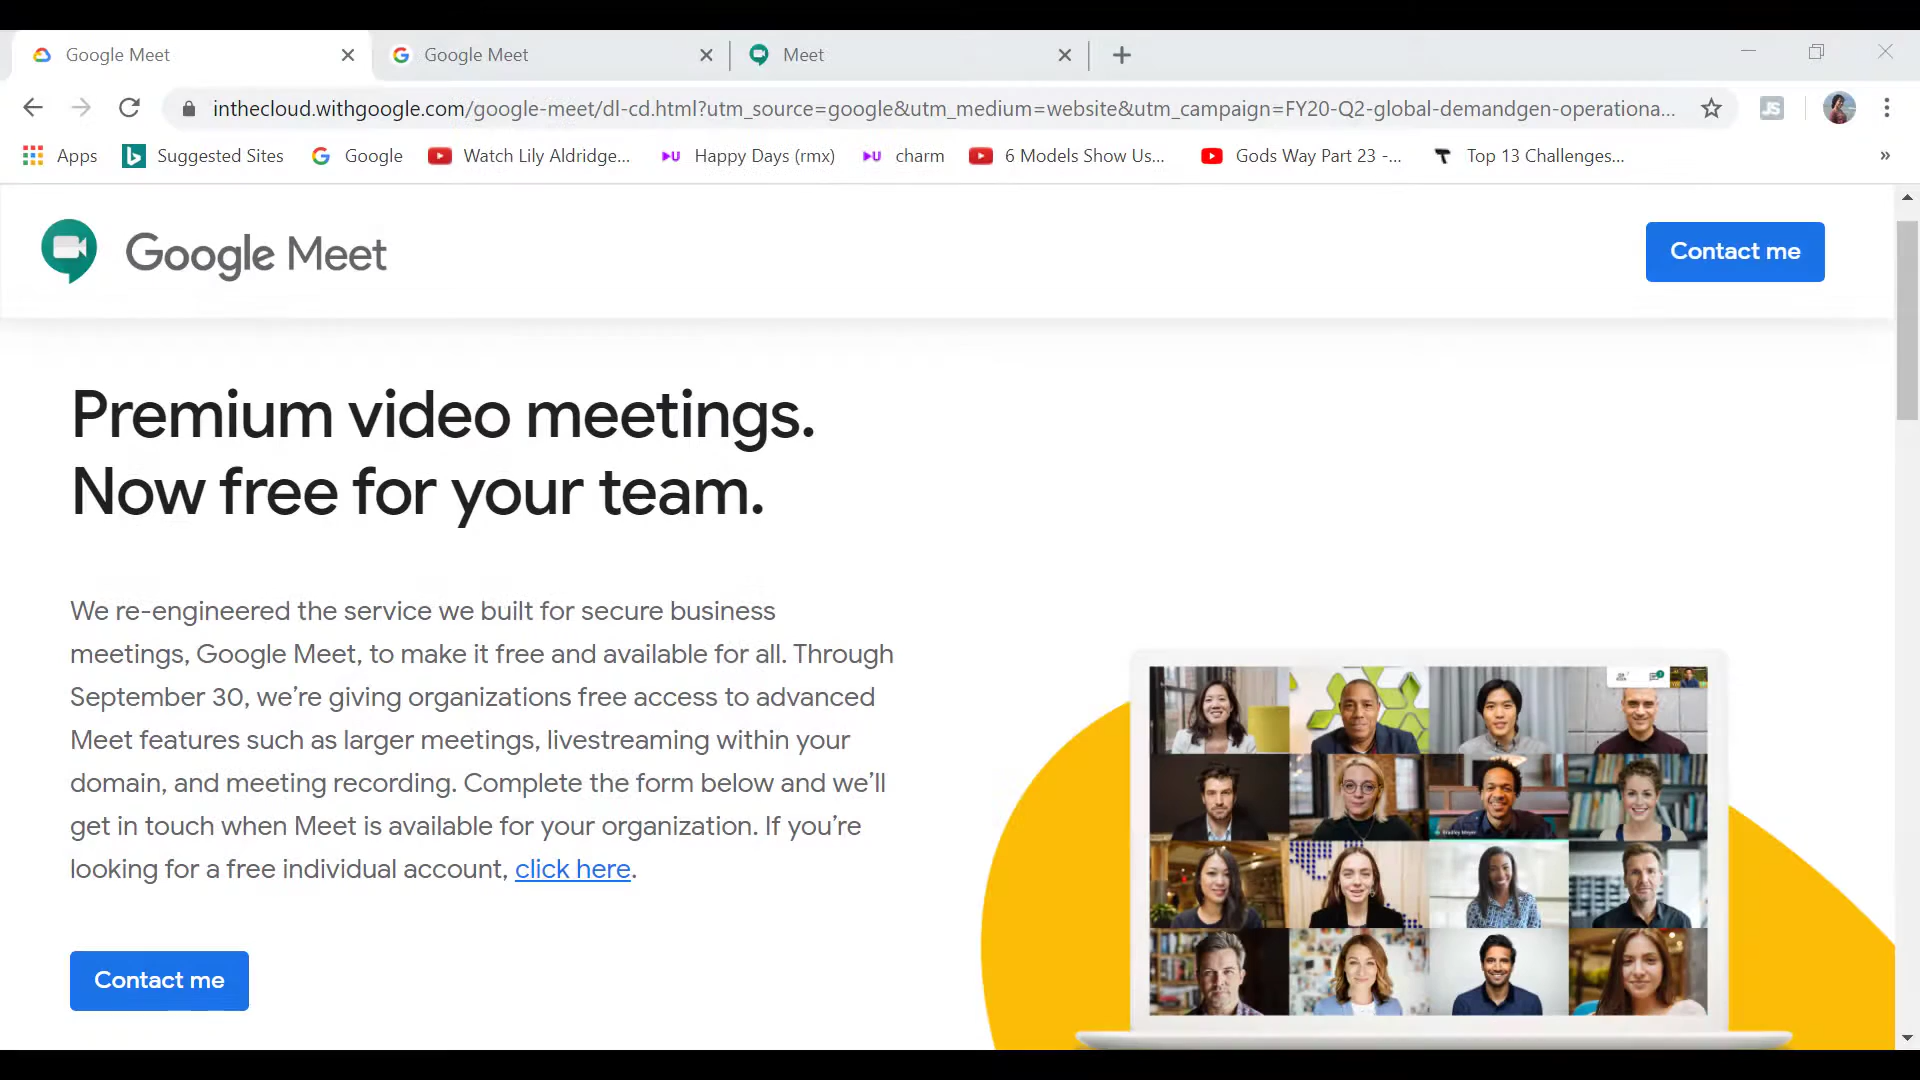 Google Meet
Google Meet
Meet
inthecloud.withgoogle.com/google-meet/dl-cd.html?utm_source=google&utm_medium=website&utm_campaign=FY20-Q2-global-demandgen-operationa...
JS
Apps
Suggested Sites
Google
Watch Lily Aldridge...
Happy Days (rmx)
charm
6 Models Show Us...
Gods Way Part 23 -...
Top 13 Challenges...
»
Google Meet
Contact me
Premium video meetings.
Now free for your team.
We re-engineered the service we built for secure business
meetings, Google Meet, to make it free and available for all. Through
September 30, we’re giving organizations free access to advanced
Meet features such as larger meetings, livestreaming within your
domain, and meeting recording. Complete the form below and we’ll
get in touch when Meet is available for your organization. If you’re
looking for a free individual account, click here.
Contact me